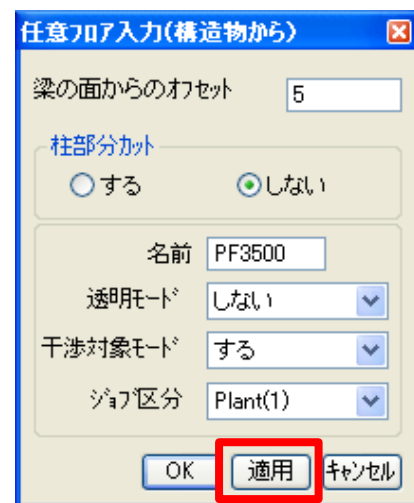 任意ﾌﾛｱ入力(構造物から)
梁の面からのｵﾌｾｯﾄ 5
柱部分ｶｯﾄ
する しない
名前 PF3500
透明ﾓｰﾄﾞ しない
干渉対象ﾓｰﾄﾞ する
ｼﾞｮﾌﾞ区分 Plant(1)
OK 適用 ｷｬﾝｾﾙ